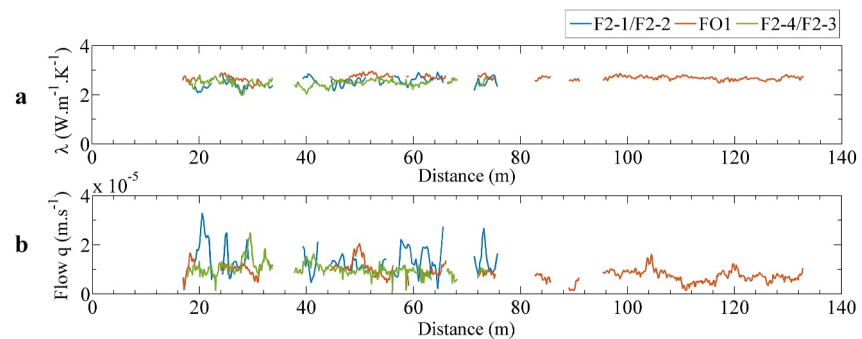 F2-1/F2-2 FO1 F2-4/F2-3
a
λ (W.m⁻¹.K⁻¹)
4
2
0
0 20 40 60 80 100 120 140
Distance (m)
x 10⁻⁵
b
Flow q (m.s⁻¹)
4
2
0
0 20 40 60 80 100 120 140
Distance (m)